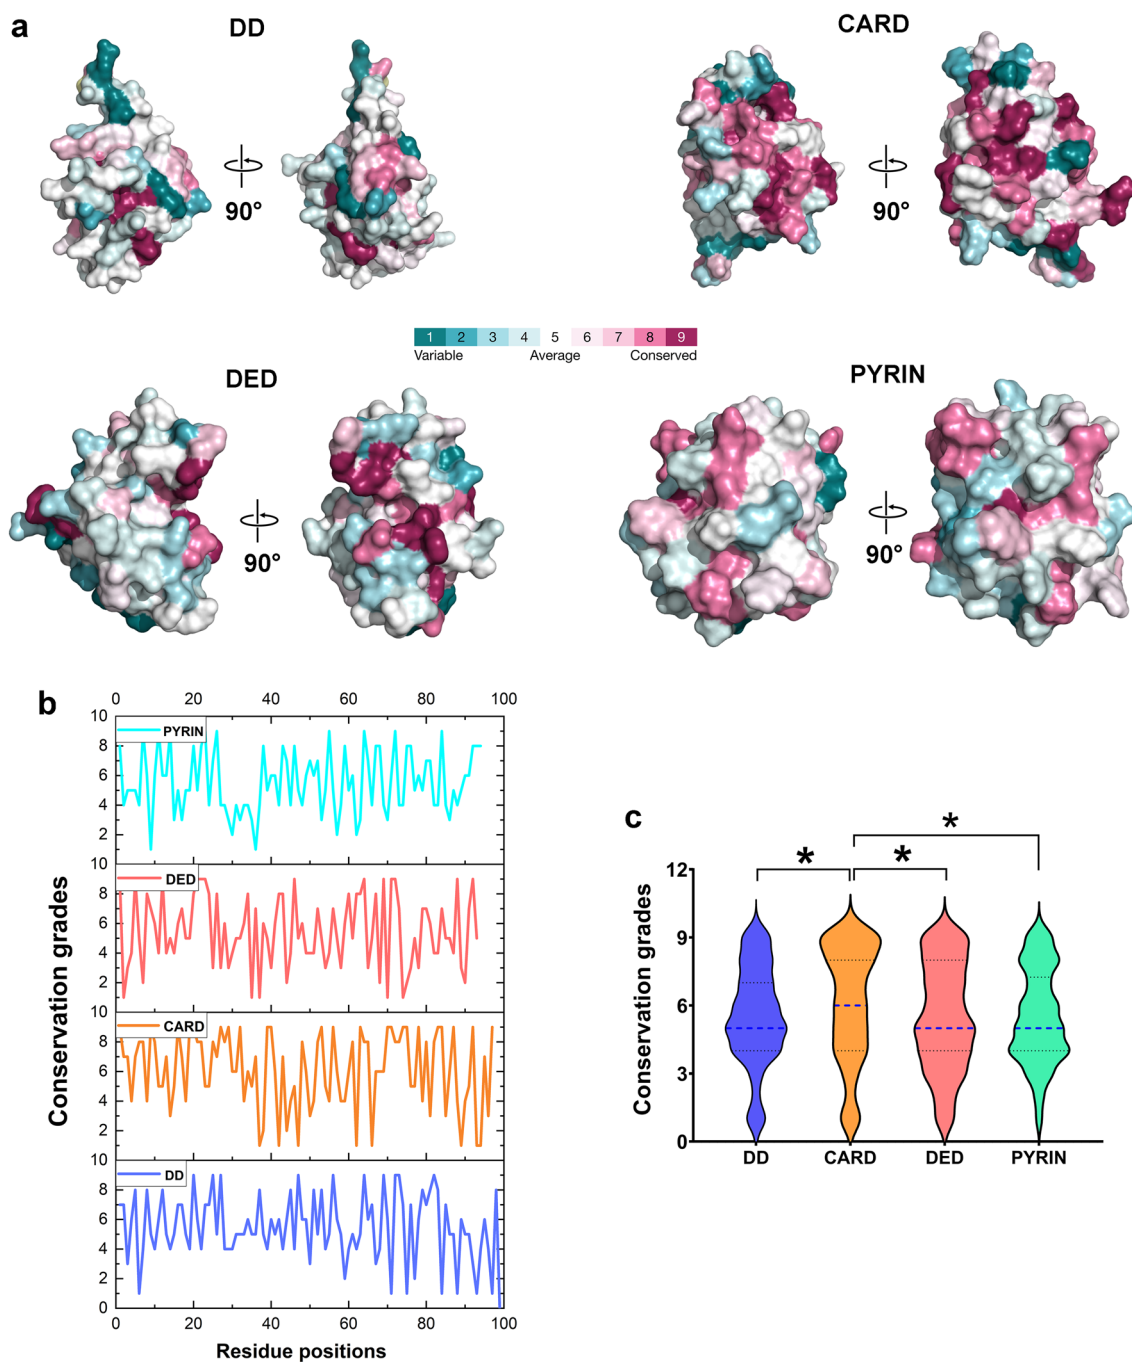 a
DD
CARD
90°
90°
1 2 3 4 5 6 7 8 9
Variable Average Conserved
DED
PYRIN
90°
90°
b
0 20 40 60 80 100
10
8
6
4
2
PYRIN
10
8
6
4
2
DED
10
8
6
4
2
CARD
10
8
6
4
2
0
DD
0 20 40 60 80 100
Conservation grades
Residue positions
c
*
* *
12
9
6
3
0
Conservation grades
DD CARD DED PYRIN